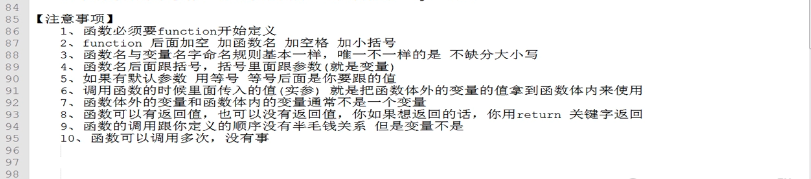 84
85 【注意事项】
86 1、函数必须要function开始定义
87 2、function 后面加空 加函数名 加空格 加小括号
88 3、函数名与变量名字命名规则基本一样，唯一不一样的是 不缺分大小写
89 4、函数名后面跟括号，括号里面跟参数(就是变量)
90 5、如果有默认参数 用等号 等号后面是你要跟的值
91 6、调用函数的时候里面传入的值(实参) 就是把函数体外的变量的值拿到函数体内来使用
92 7、函数体外的变量和函数体内的变量通常不是一个变量
93 8、函数可以有返回值，也可以没有返回值，你如果想返回的话，你用return 关键字返回
94 9、函数的调用跟你定义的顺序没有半毛钱关系 但是变量不是
95 10、函数可以调用多次，没有事
96
97
98